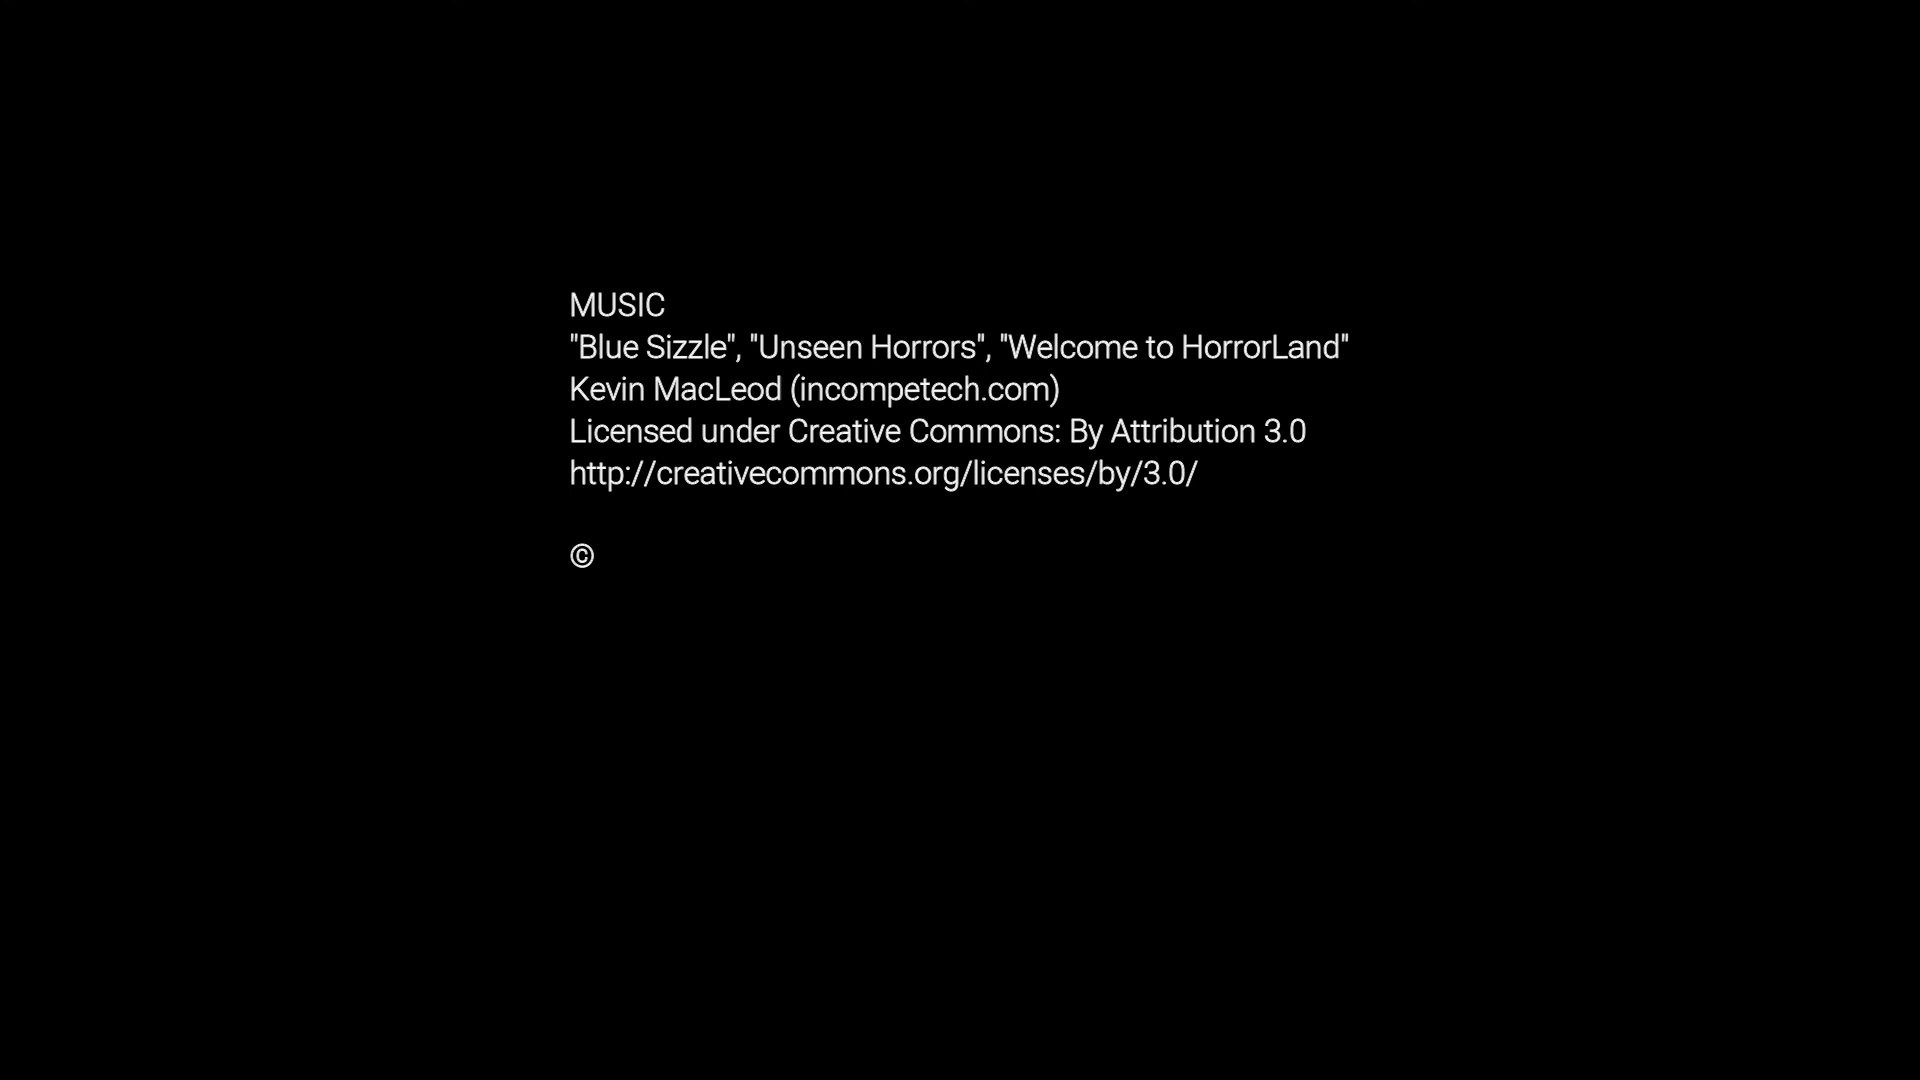 MUSIC
"Blue Sizzle", "Unseen Horrors", "Welcome to HorrorLand"
Kevin MacLeod (incompetech.com)
Licensed under Creative Commons: By Attribution 3.0
http://creativecommons.org/licenses/by/3.0/
©